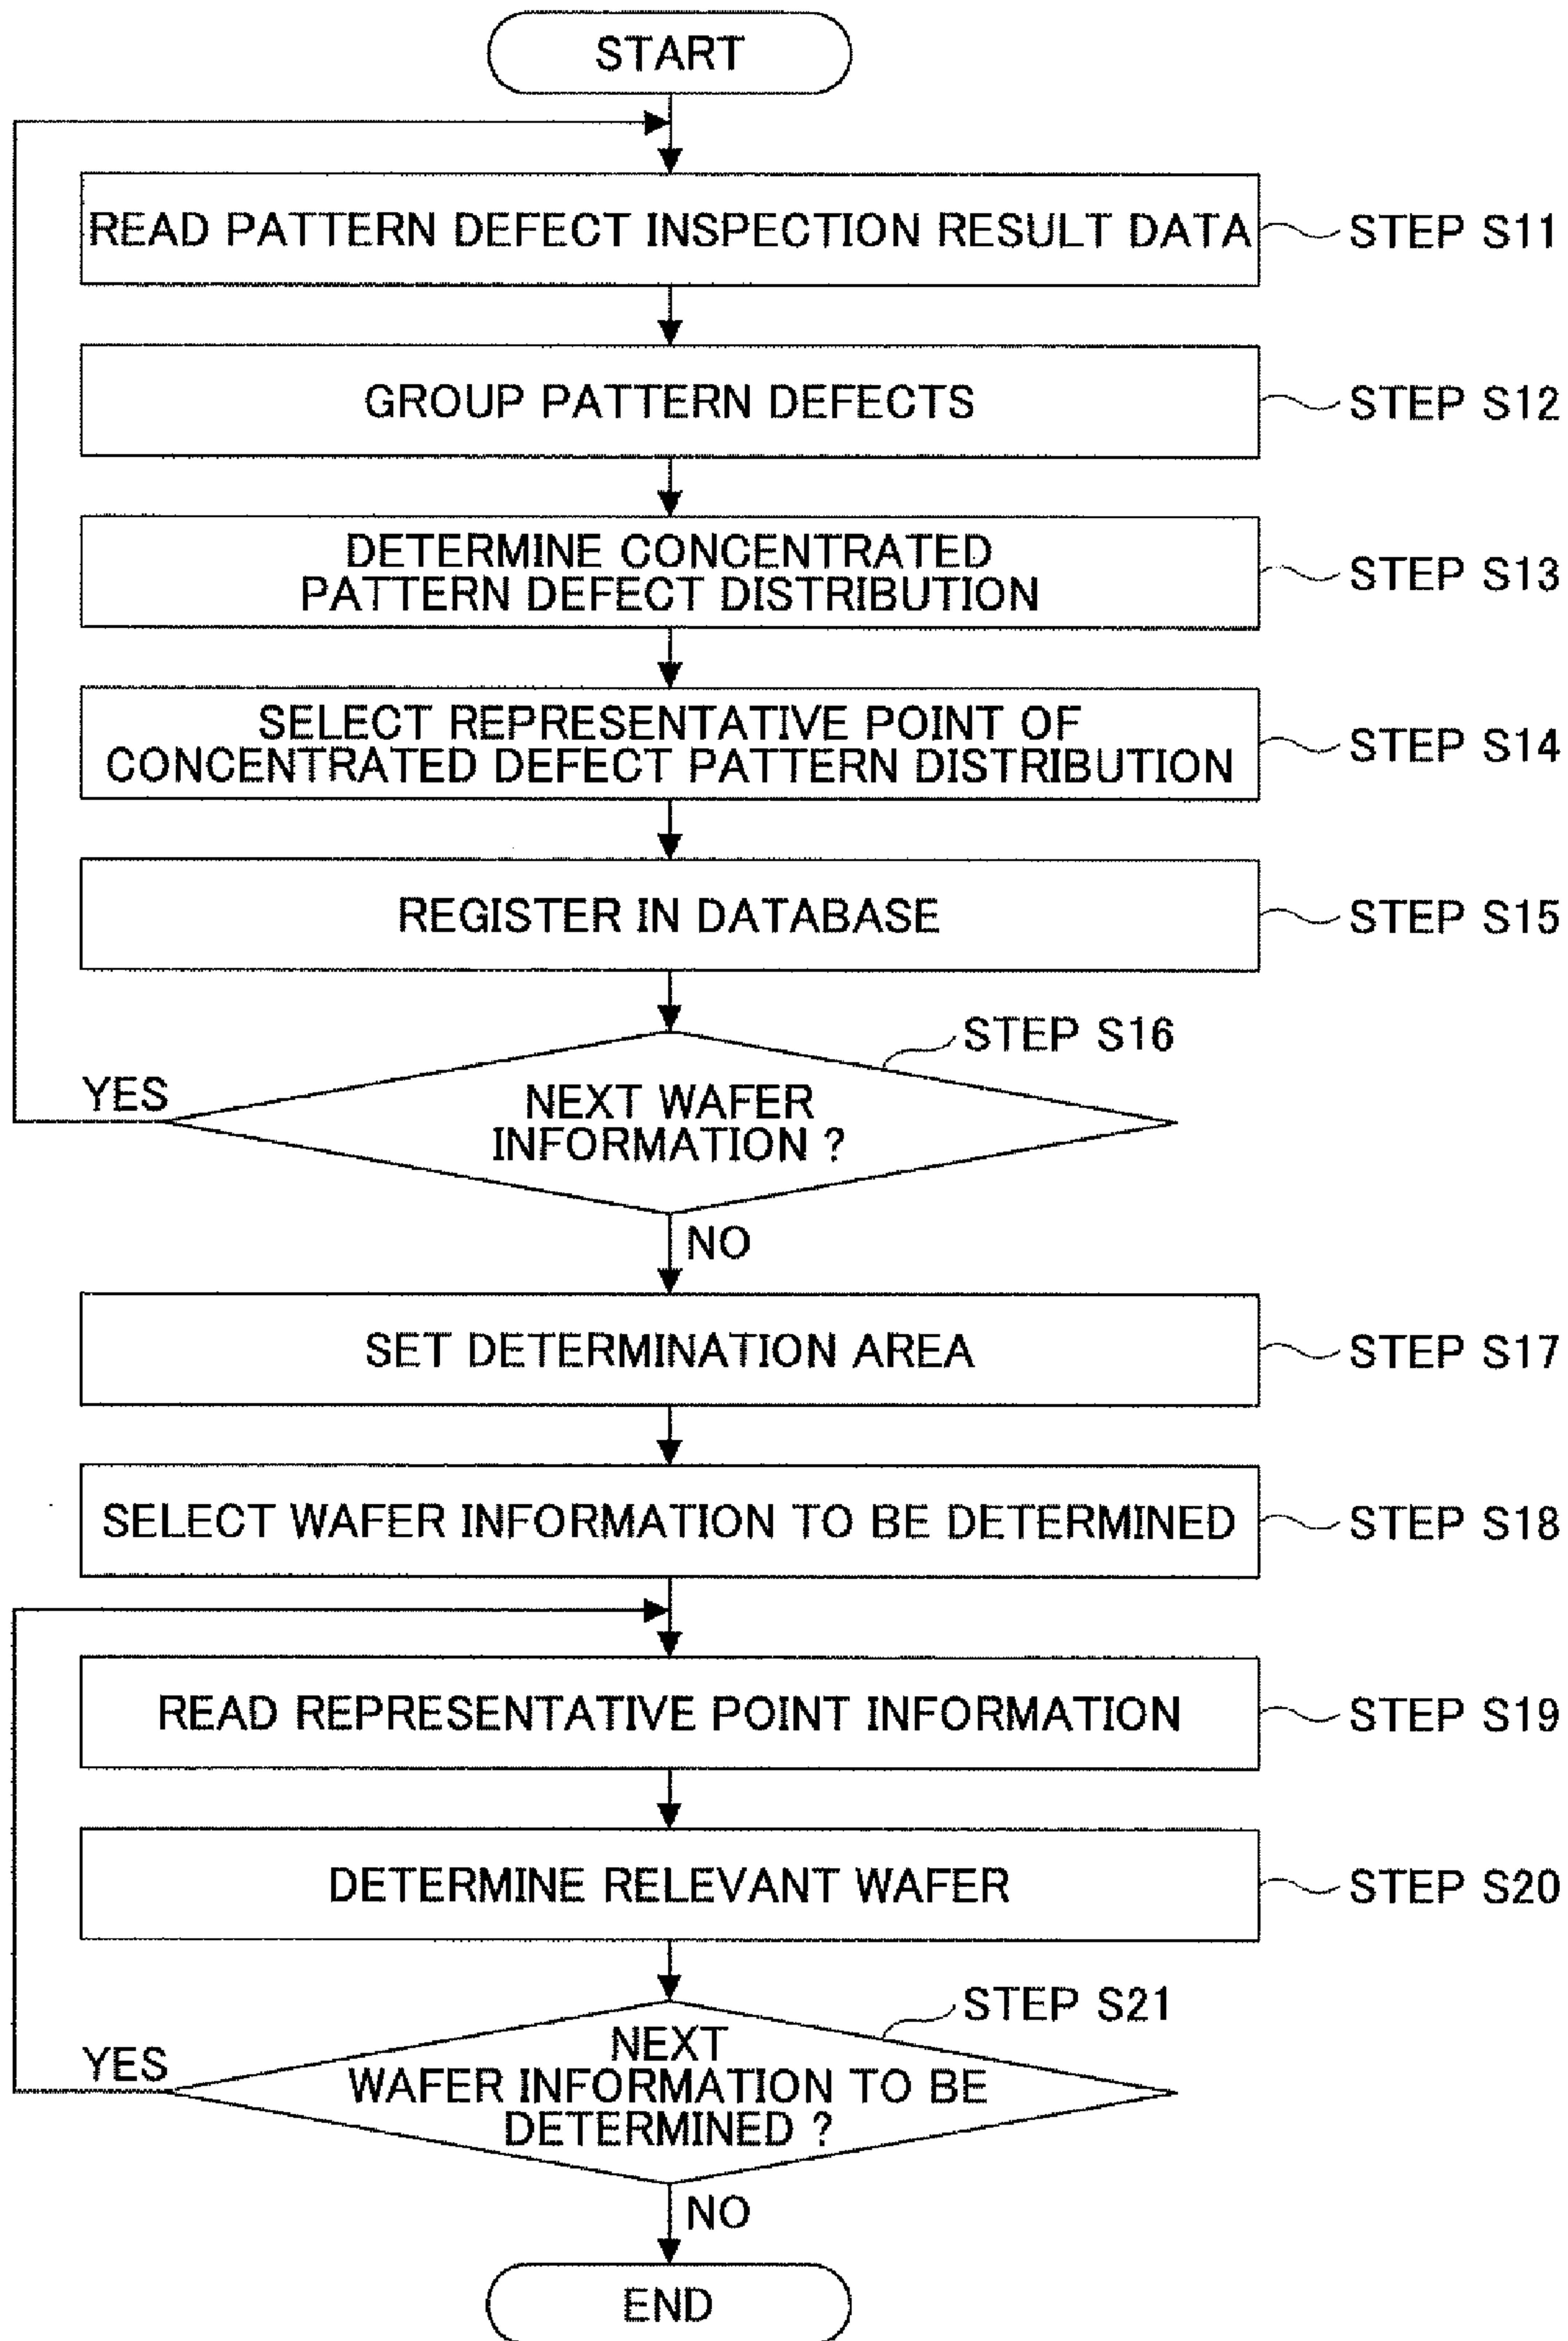 START
READ PATTERN DEFECT INSPECTION RESULT DATA
STEP S11
GROUP PATTERN DEFECTS
STEP S12
DETERMINE CONCENTRATED
PATTERN DEFECT DISTRIBUTION
STEP S13
SELECT REPRESENTATIVE POINT OF
CONCENTRATED DEFECT PATTERN DISTRIBUTION
STEP S14
REGISTER IN DATABASE
STEP S15
STEP S16
YES
NEXT WAFER
INFORMATION ?
NO
SET DETERMINATION AREA
STEP S17
SELECT WAFER INFORMATION TO BE DETERMINED
STEP S18
READ REPRESENTATIVE POINT INFORMATION
STEP S19
DETERMINE RELEVANT WAFER
STEP S20
STEP S21
YES
NEXT
WAFER INFORMATION TO BE
DETERMINED ?
NO
END